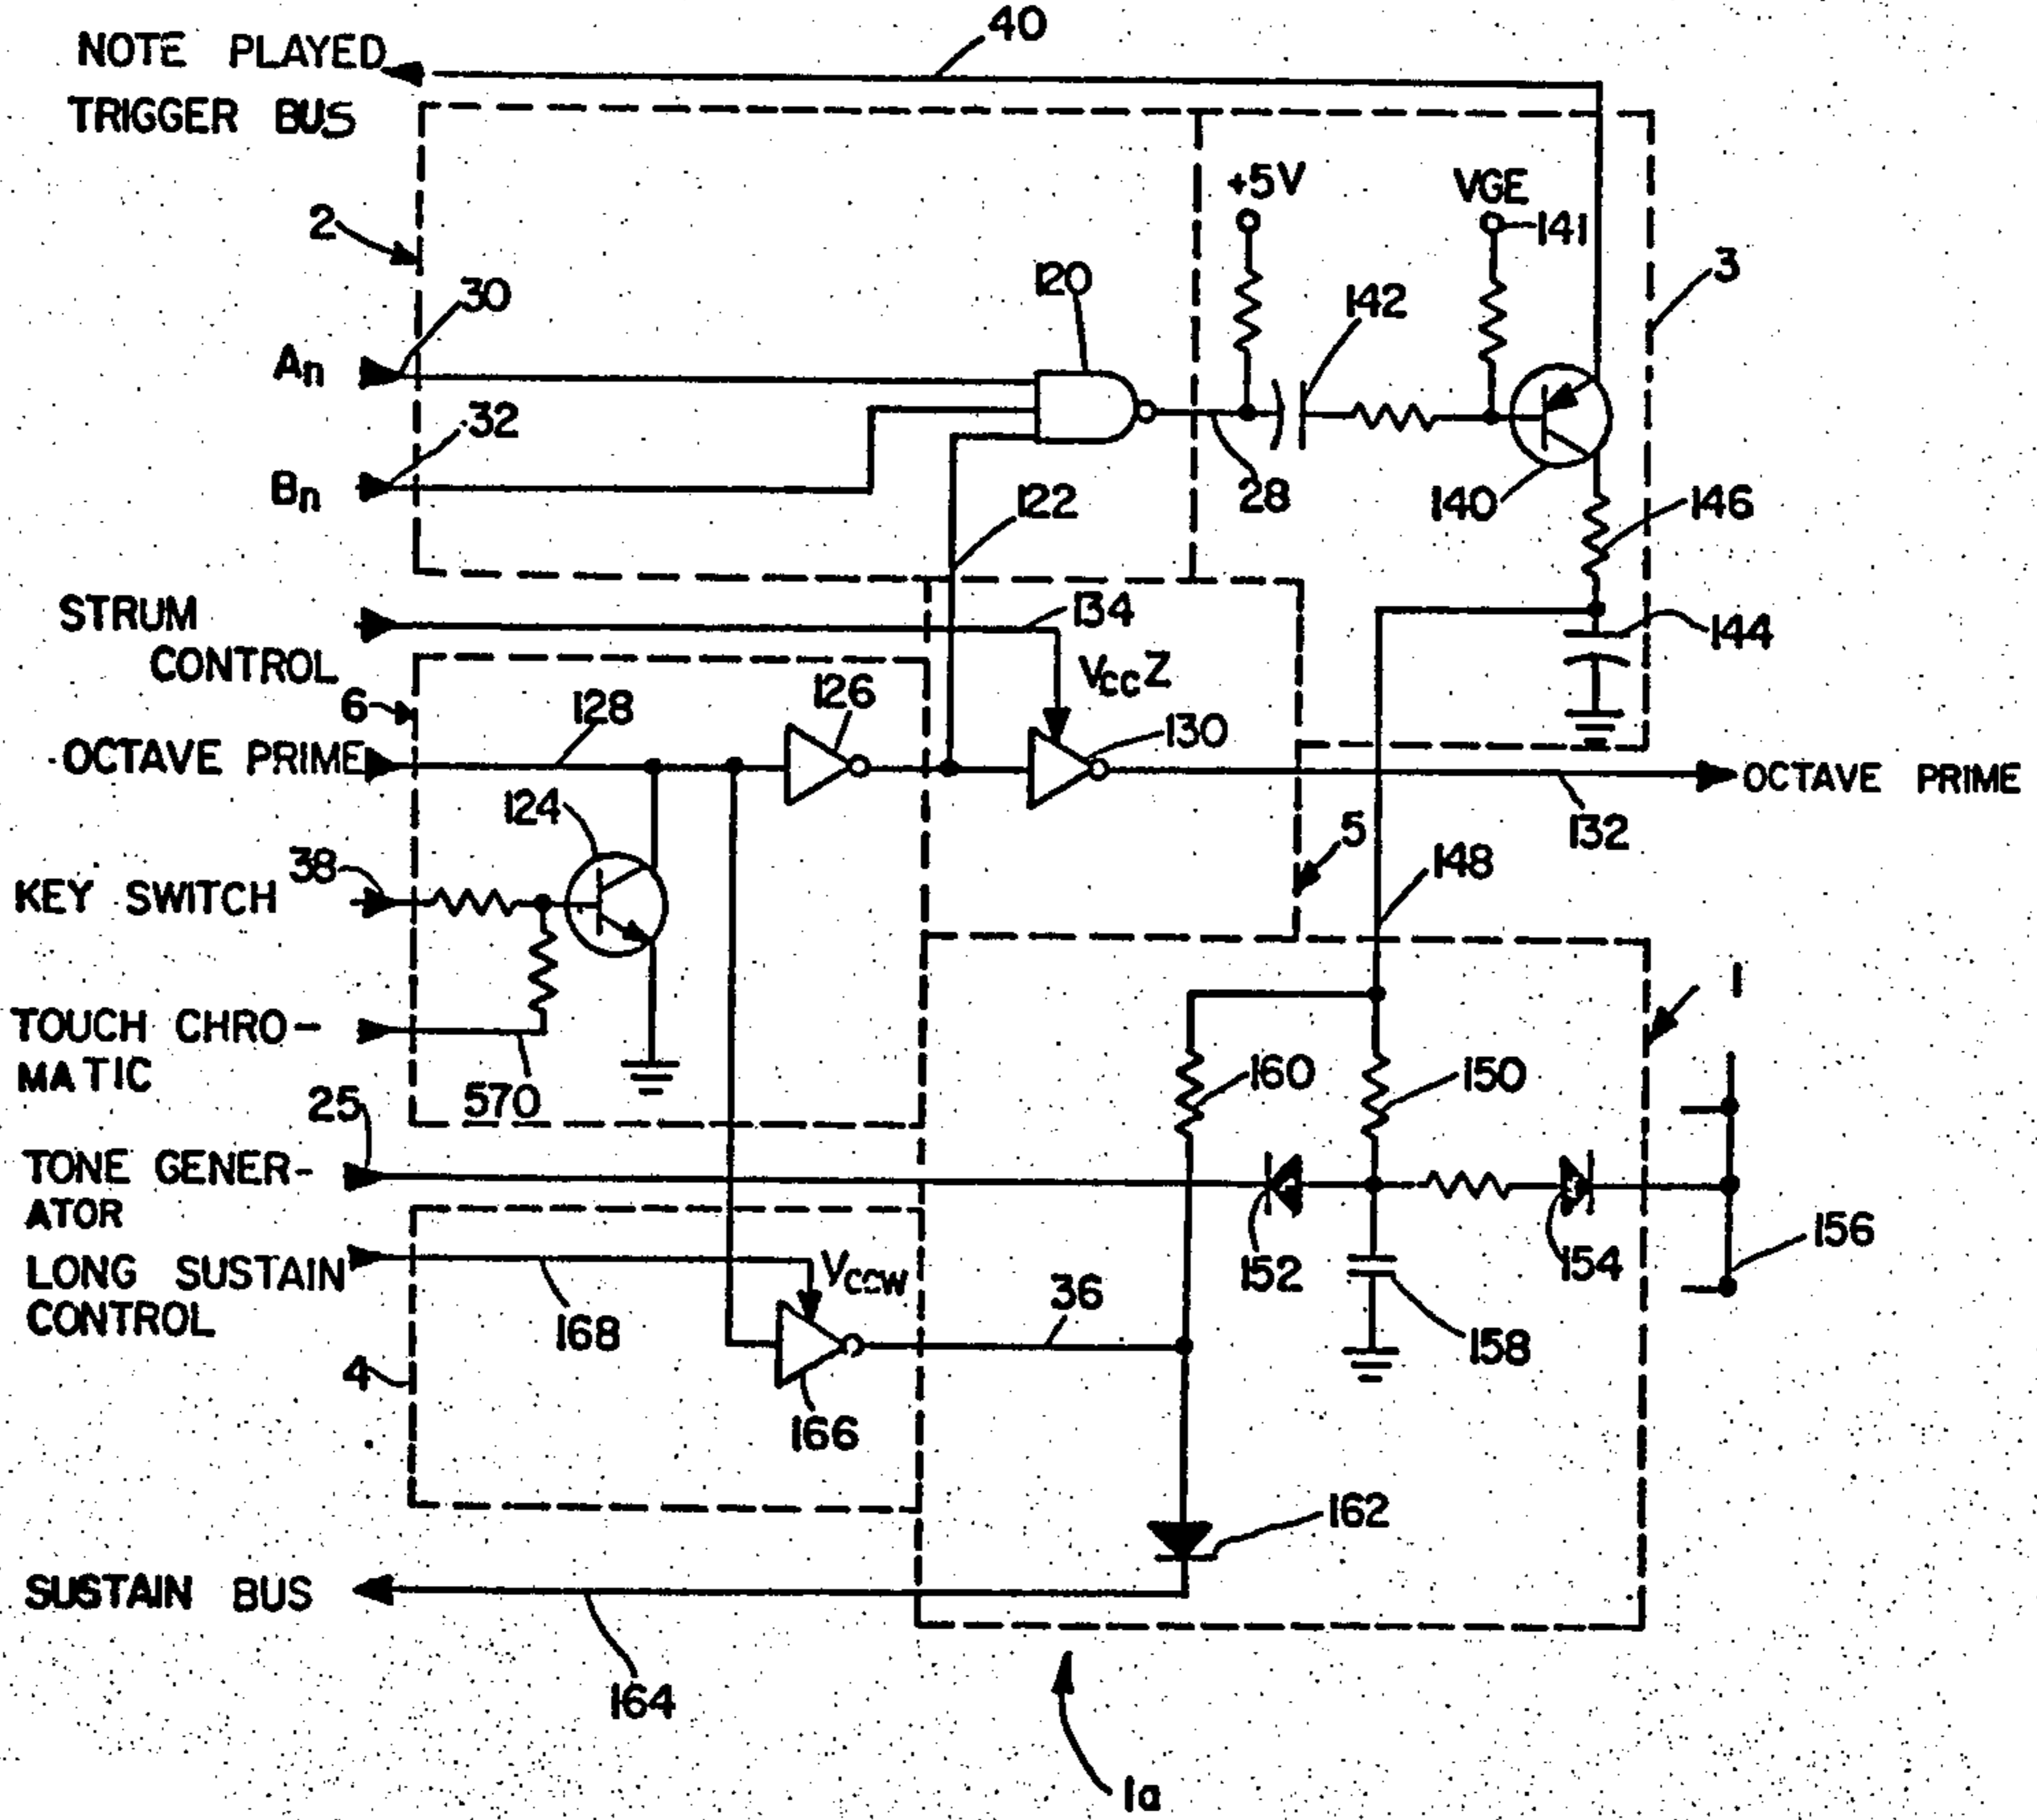 40
NOTE PLAYED
TRIGGER BUS
+5V
VGE
141
2
3
120
142
30
An
32
Bn
28
140
146
122
STRUM
CONTROL
134
144
VCCZ
6
128
126
130
OCTAVE PRIME
OCTAVE PRIME
124
132
5
38
KEY SWITCH
148
1
TOUCH CHRO-
MATIC
570
160
150
25
TONE GENER-
ATOR
156
152
154
LONG SUSTAIN
CONTROL
VCCW
168
36
158
4
166
162
SUSTAIN BUS
164
1a